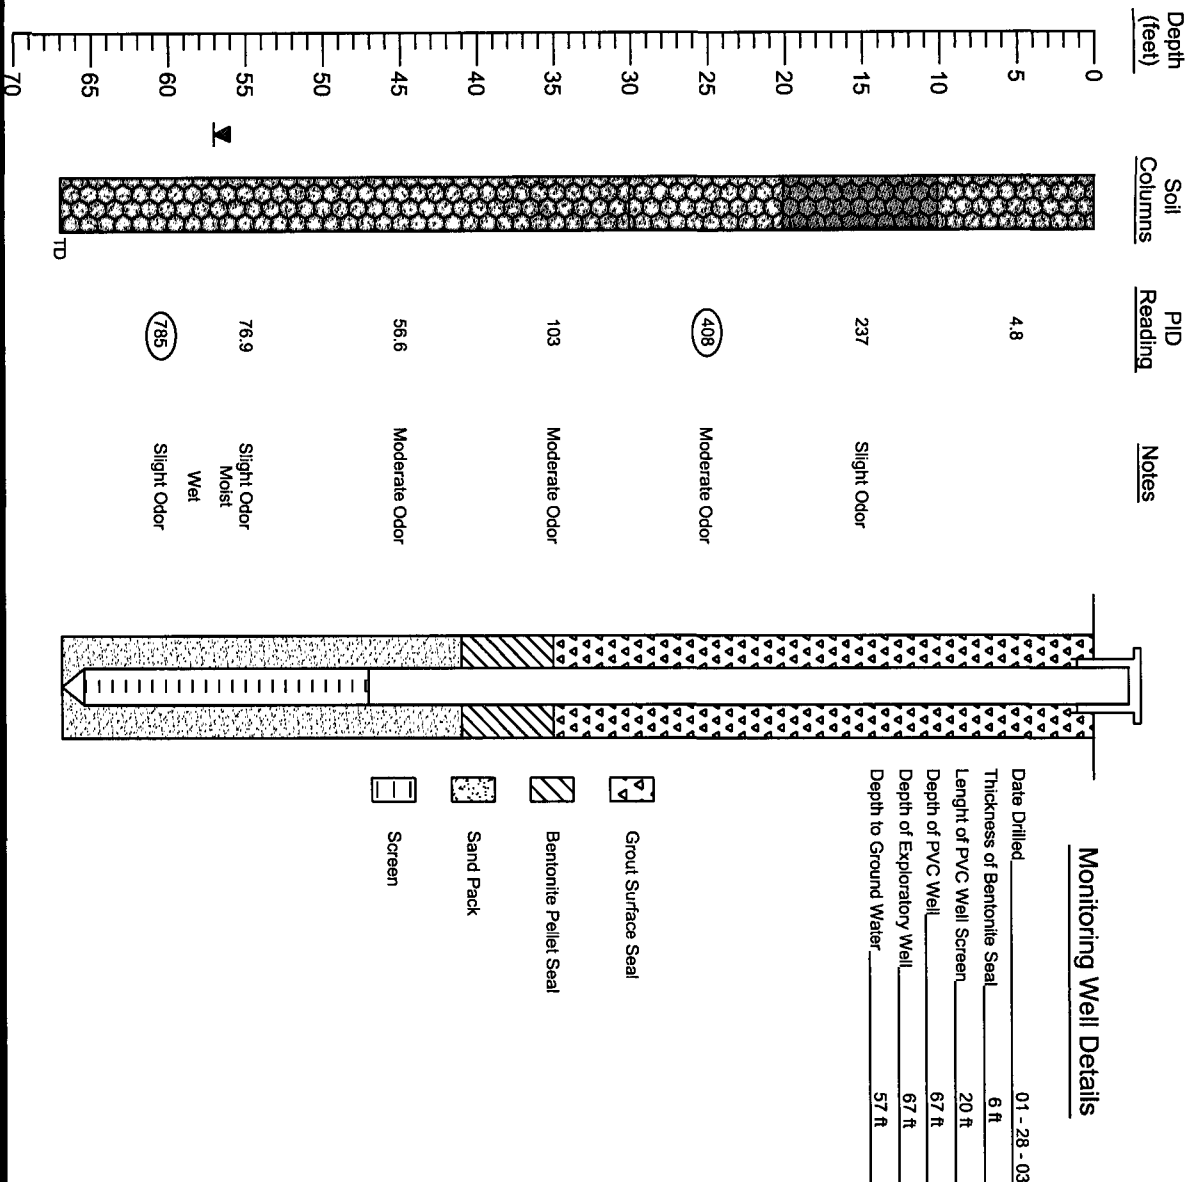 Depth
(feet)
Soil
Columns
PID
Reading
Notes
0
5
10
15
20
25
30
35
40
45
50
55
60
65
70
TD
4.8
237
408
103
56.6
76.9
785
Slight Odor
Moderate Odor
Moderate Odor
Moderate Odor
Slight Odor
Moist
Wet
Slight Odor
Monitoring Well Details
Date Drilled 01 - 28 - 03
Thickness of Bentonite Seal 6 ft
Lenght of PVC Well Screen 20 ft
Depth of PVC Well 67 ft
Depth of Exploratory Well 67 ft
Depth to Ground Water 57 ft
Grout Surface Seal
Bentonite Pellet Seal
Sand Pack
Screen